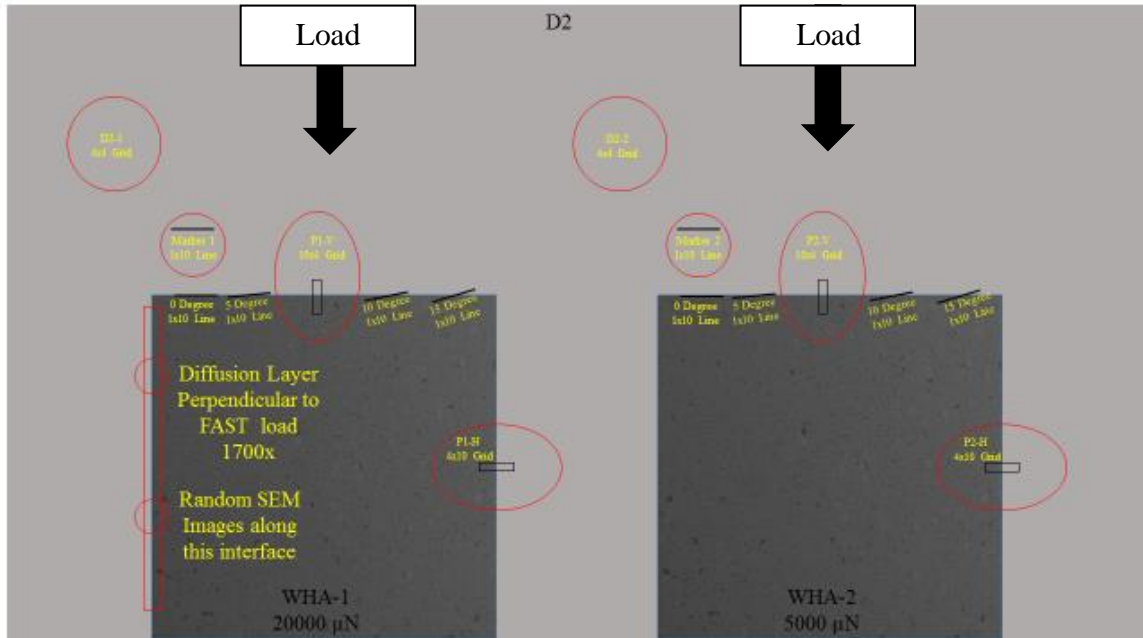 Load
D2
Load
D2-1
4x4 Grid
D2-2
4x4 Grid
Marker 1
1x10 Line
P1-V
10x4 Grid
Marker 2
1x10 Line
P2-V
10x4 Grid
0 Degree
1x10 Line
5 Degree
1x10 Line
10 Degree
1x10 Line
15 Degree
1x10 Line
0 Degree
1x10 Line
5 Degree
1x10 Line
10 Degree
1x10 Line
15 Degree
1x10 Line
Diffusion Layer
Perpendicular to
FAST load
1700x
P1-H
4x10 Grid
P2-H
4x10 Grid
Random SEM
Images along
this interface
WHA-1
20000 µN
WHA-2
5000 µN